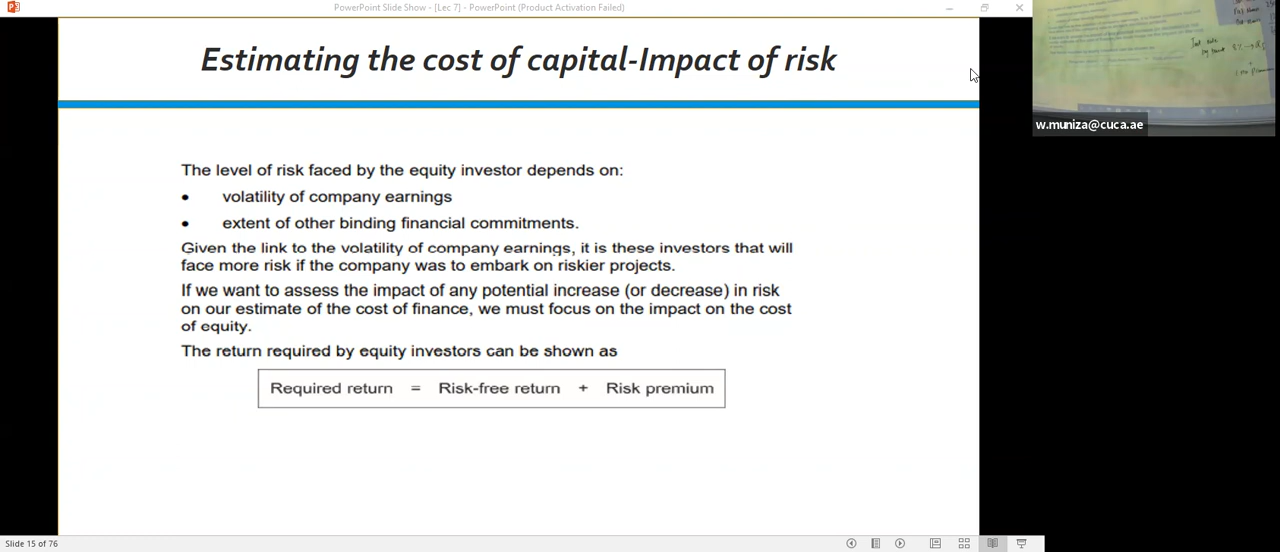 PowerPoint Slide Show - [Lec 7] - PowerPoint (Product Activation Failed)
Estimating the cost of capital-Impact of risk
w.muniza@cuca.ae
The level of risk faced by the equity investor depends on:
• volatility of company earnings
• extent of other binding financial commitments.
Given the link to the volatility of company earnings, it is these investors that will
face more risk if the company was to embark on riskier projects.
If we want to assess the impact of any potential increase (or decrease) in risk
on our estimate of the cost of finance, we must focus on the impact on the cost
of equity.
The return required by equity investors can be shown as
Required return = Risk-free return + Risk premium
Slide 15 of 76